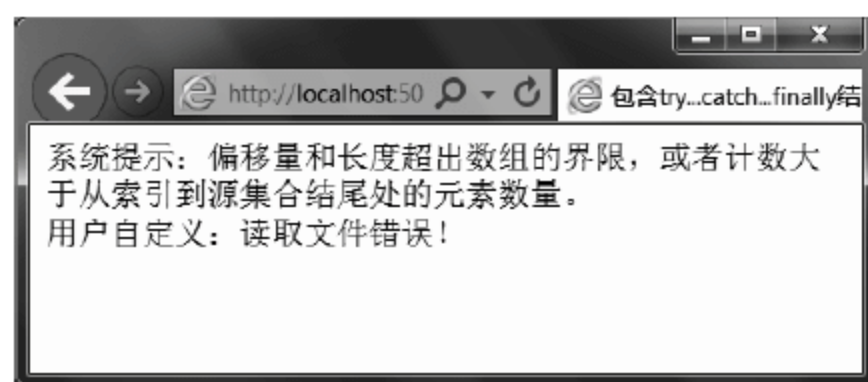 http://localhost:50
包含try...catch...finally结
系统提示：偏移量和长度超出数组的界限，或者计数大
于从索引到源集合结尾处的元素数量。
用户自定义：读取文件错误！